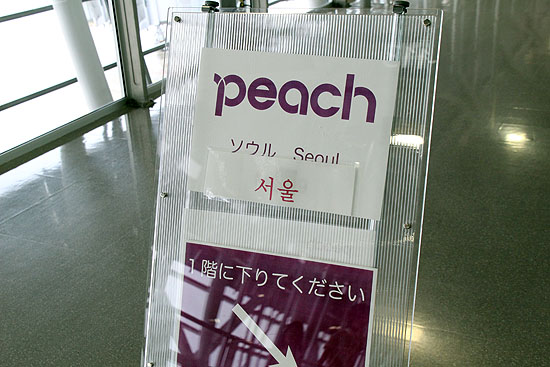 peach
ソウル Seoul
서울
1階に下りてください